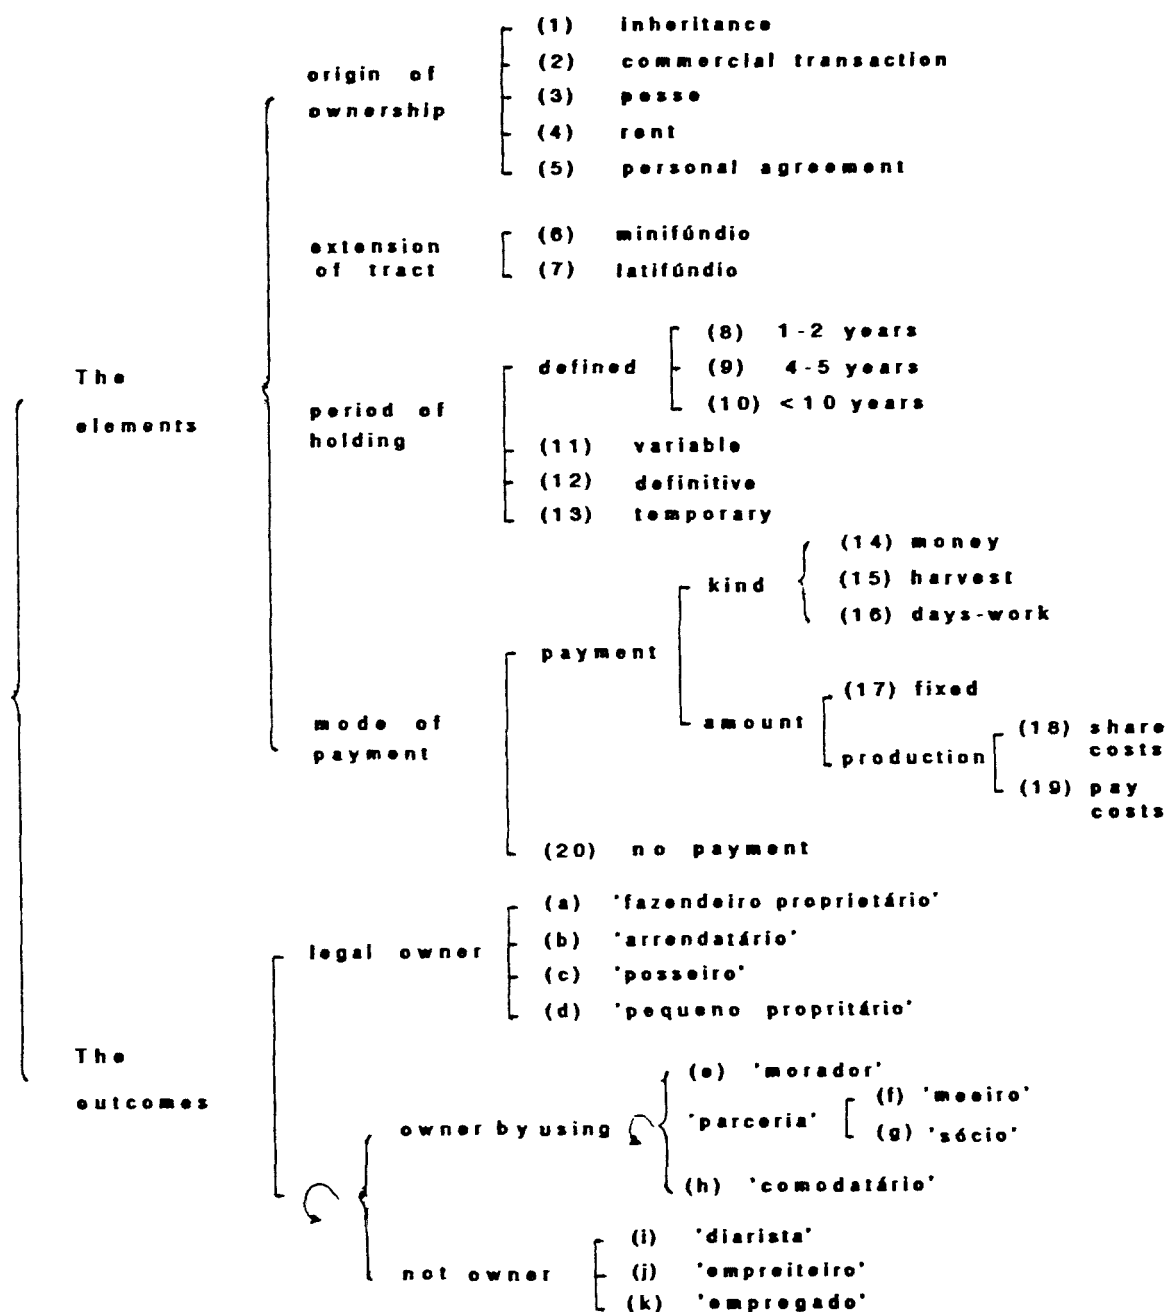 (1) inheritance
(2) commercial transaction
origin of
ownership
(3) posse
(4) rent
(5) personal agreement
extension
of tract
(6) minifúndio
(7) latifúndio
The
elements
period of
holding
defined
(8) 1-2 years
(9) 4-5 years
(10) <10 years
(11) variable
(12) definitive
(13) temporary
mode of
payment
payment
kind
(14) money
(15) harvest
(16) days-work
amount
(17) fixed
production
(18) share
costs
(19) pay
costs
(20) no payment
The
outcomes
legal owner
(a) 'fazendeiro proprietário'
(b) 'arrendatário'
(c) 'posseiro'
(d) 'pequeno propritário'
owner by using
(e) 'morador'
'parceria'
(f) 'meeiro'
(g) 'sócio'
(h) 'comodatário'
not owner
(i) 'diarista'
(j) 'empreiteiro'
(k) 'empregado'